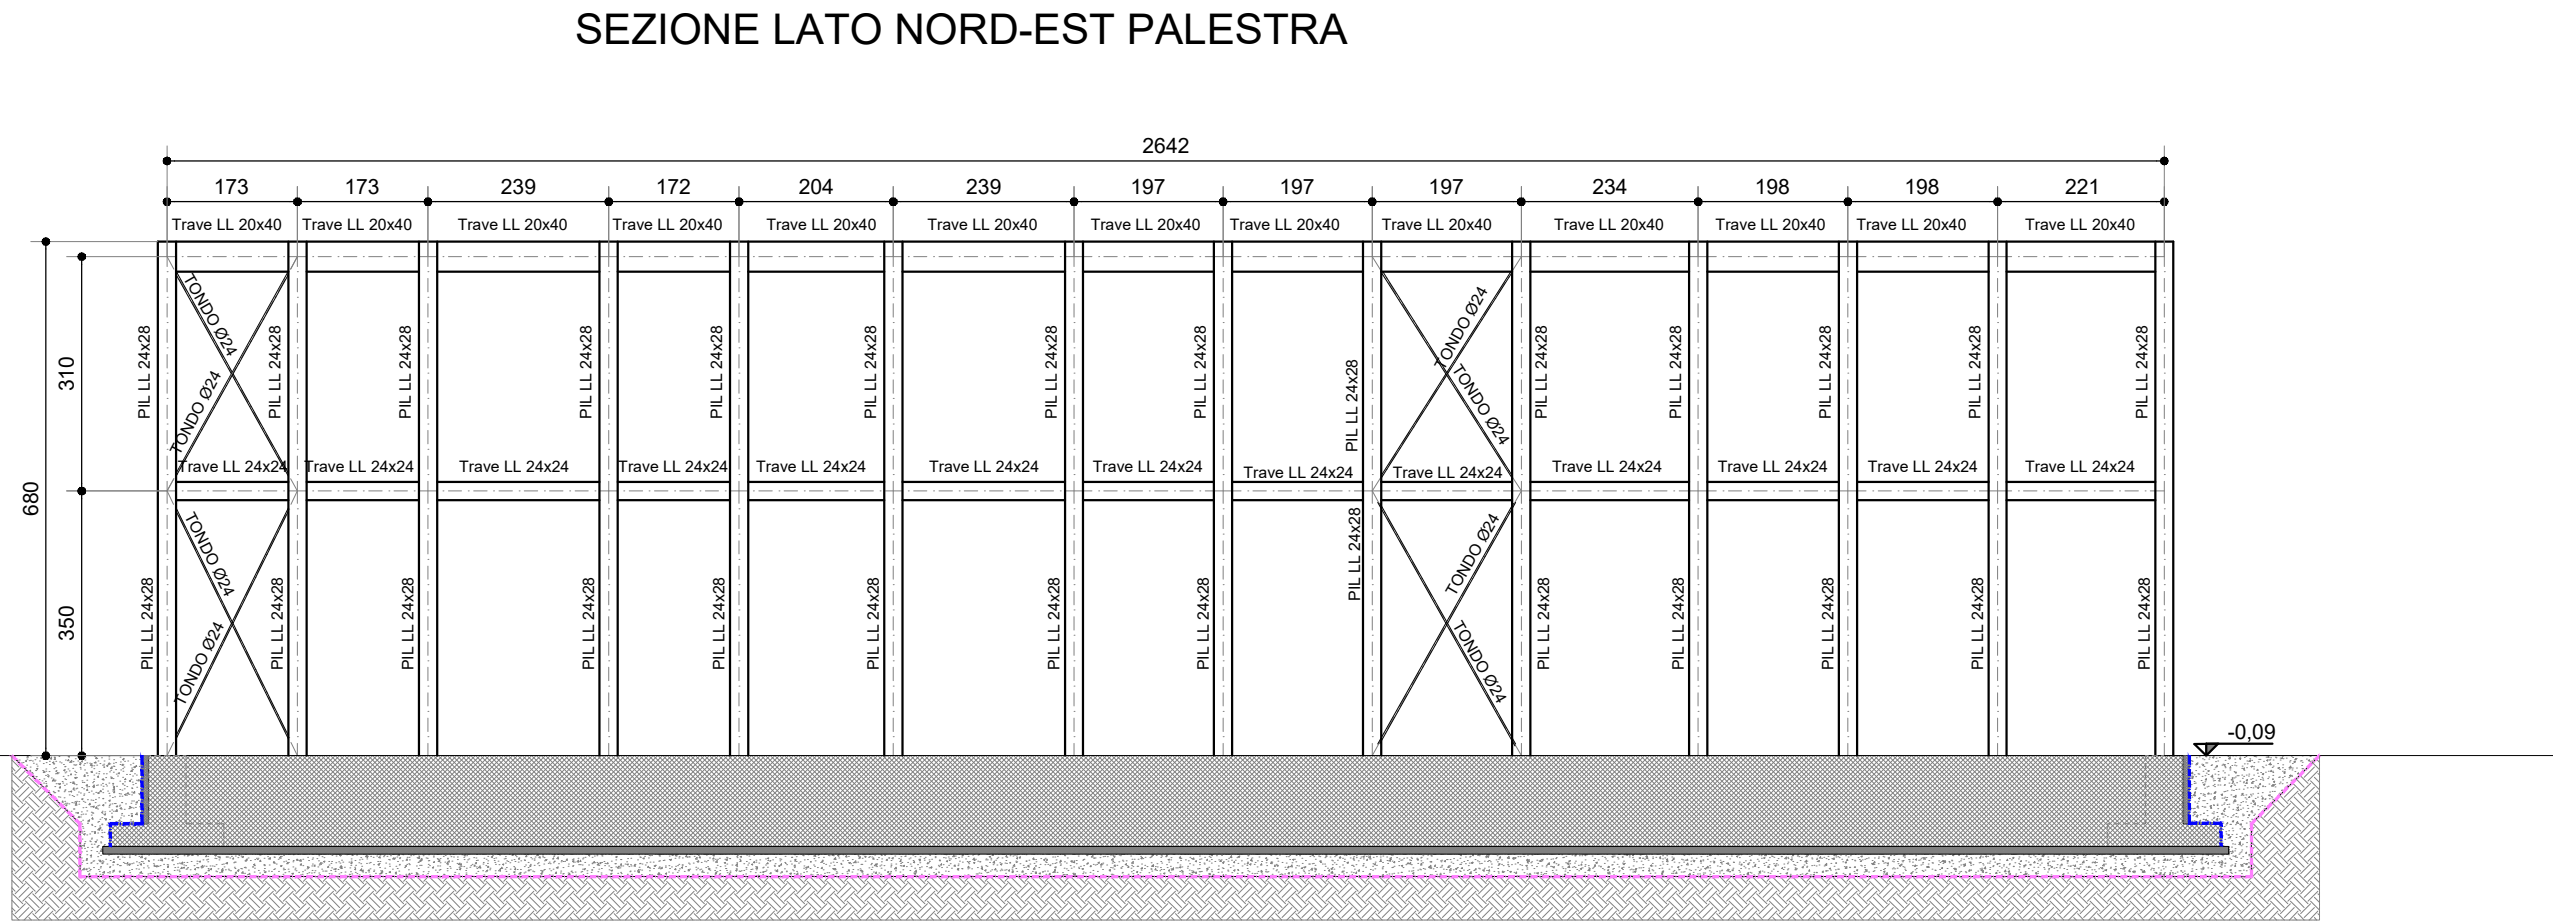 SEZIONE LATO NORD-EST PALESTRA
2642
173 173 239 172 204 239 197 197 197 234 198 198 221
Trave LL 20x40 Trave LL 20x40 Trave LL 20x40 Trave LL 20x40 Trave LL 20x40 Trave LL 20x40 Trave LL 20x40 Trave LL 20x40 Trave LL 20x40 Trave LL 20x40 Trave LL 20x40 Trave LL 20x40 Trave LL 20x40
680
310
350
PIL LL 24x28
TONDO Ø24
TONDO Ø24
PIL LL 24x28
PIL LL 24x28
PIL LL 24x28
PIL LL 24x28
PIL LL 24x28
PIL LL 24x28
PIL LL 24x28
PIL LL 24x28
TONDO Ø24
TONDO Ø24
PIL LL 24x28
PIL LL 24x28
PIL LL 24x28
PIL LL 24x28
PIL LL 24x28
Trave LL 24x24 Trave LL 24x24 Trave LL 24x24 Trave LL 24x24 Trave LL 24x24 Trave LL 24x24 Trave LL 24x24 Trave LL 24x24 Trave LL 24x24 Trave LL 24x24 Trave LL 24x24 Trave LL 24x24 Trave LL 24x24
PIL LL 24x28
TONDO Ø24
TONDO Ø24
PIL LL 24x28
PIL LL 24x28
PIL LL 24x28
PIL LL 24x28
PIL LL 24x28
PIL LL 24x28
PIL LL 24x28
PIL LL 24x28
TONDO Ø24
TONDO Ø24
PIL LL 24x28
PIL LL 24x28
PIL LL 24x28
PIL LL 24x28
PIL LL 24x28
-0,09